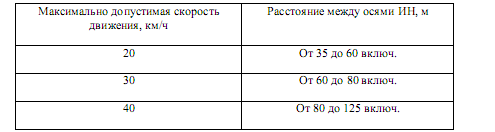 Максимально допустимая скорость
движения, км/ч
Расстояние между осями ИН, м
20
От 35 до 60 включ.
30
От 60 до 80 включ.
40
От 80 до 125 включ.